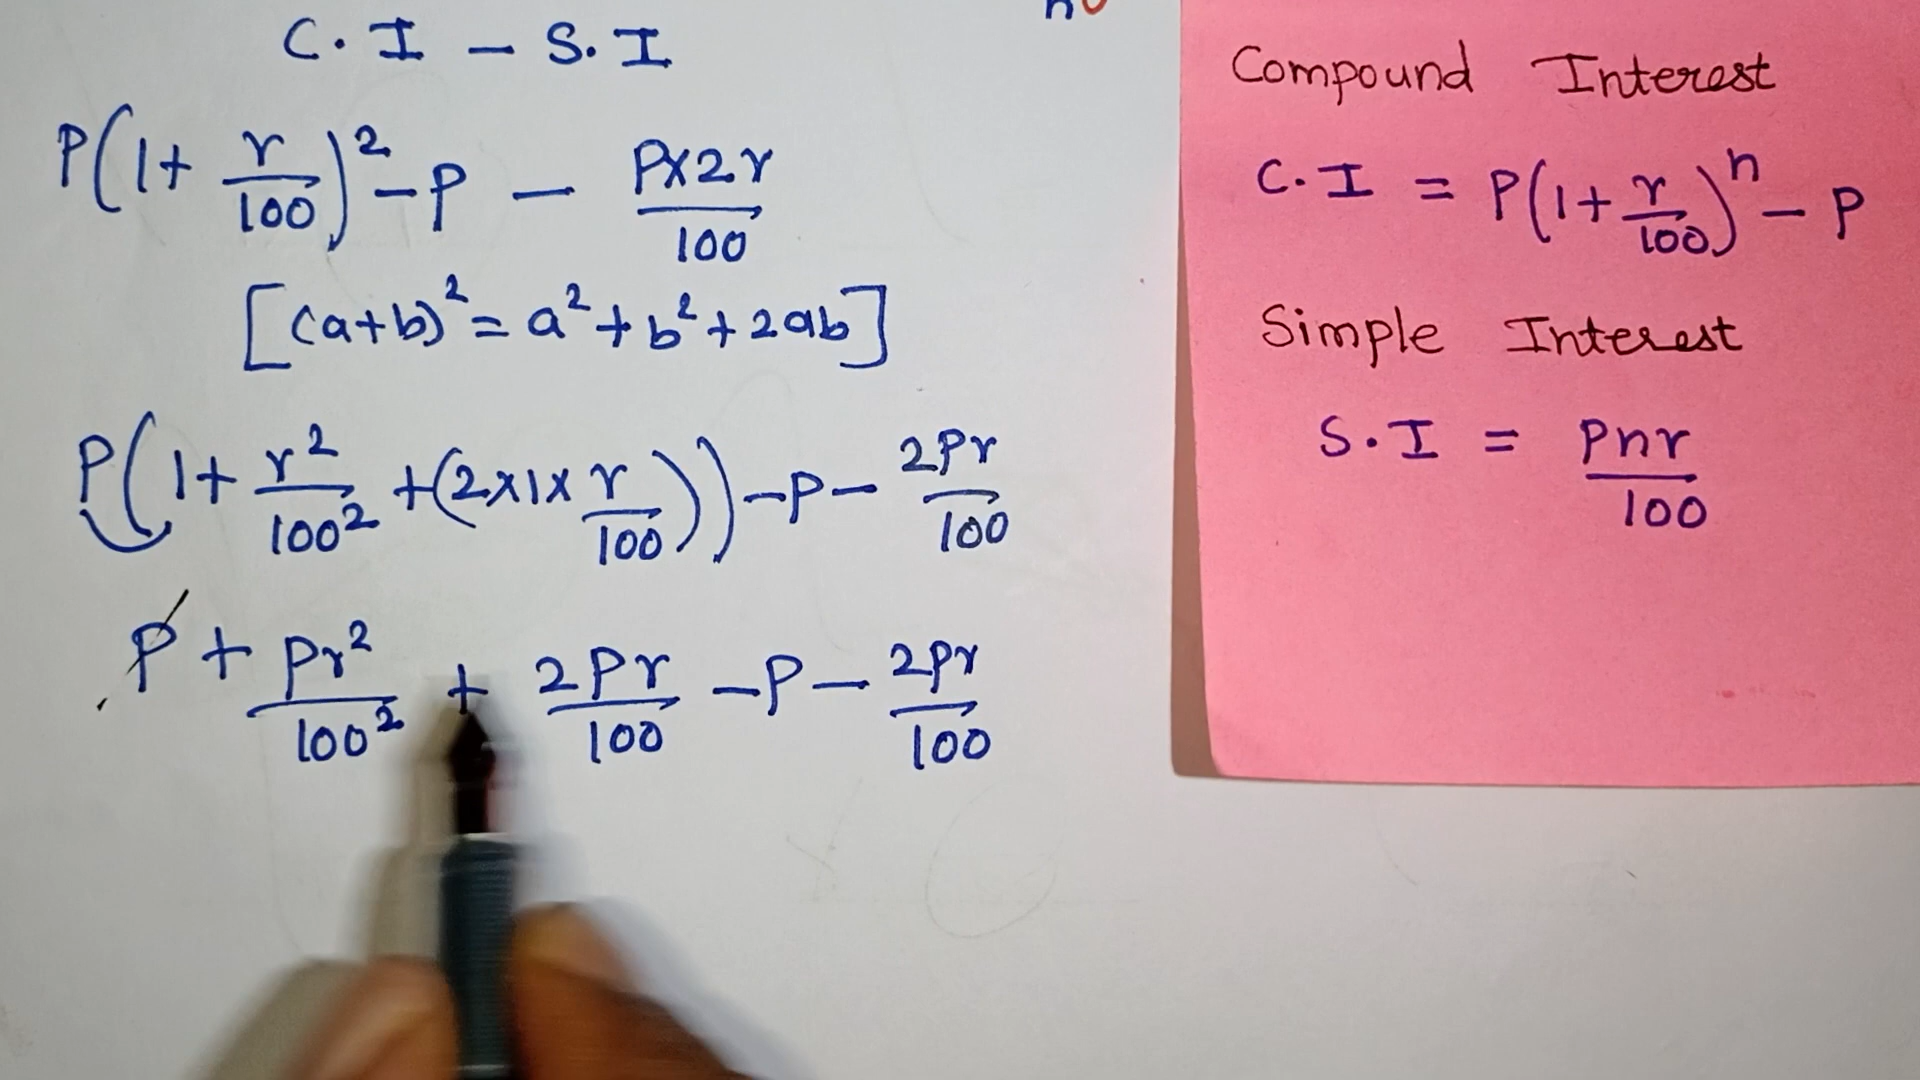 C.I - S.I
P(1+ r/100)² - P - P×2r/100
[(a+b)² = a² + b² + 2ab]
P(1+ r²/100² +(2×1× r/100)) - P - 2Pr/100
P + Pr²/100² + 2Pr/100 - P - 2Pr/100
Compound Interest
C.I = P(1+ r/100)ⁿ - P
Simple Interest
S.I = Pnr/100